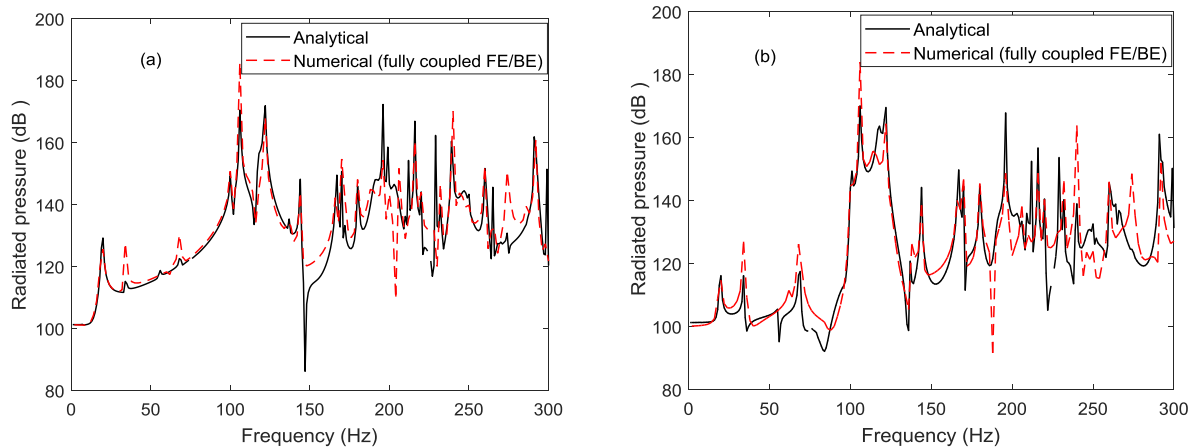 200
180
160
140
120
100
80
Radiated pressure (dB )
(a)
Analytical
Numerical (fully coupled FE/BE)
0
50
100
150
200
250
300
Frequency (Hz)
200
180
160
140
120
100
80
Radiated pressure (dB )
(b)
Analytical
Numerical (fully coupled FE/BE)
0
50
100
150
200
250
300
Frequency (Hz)